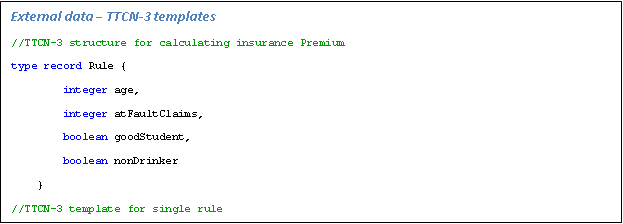 External data – TTCN-3 templates
//TTCN-3 structure for calculating insurance Premium
type record Rule {
integer age,
integer atFaultClaims,
boolean goodStudent,
boolean nonDrinker
}
//TTCN-3 template for single rule